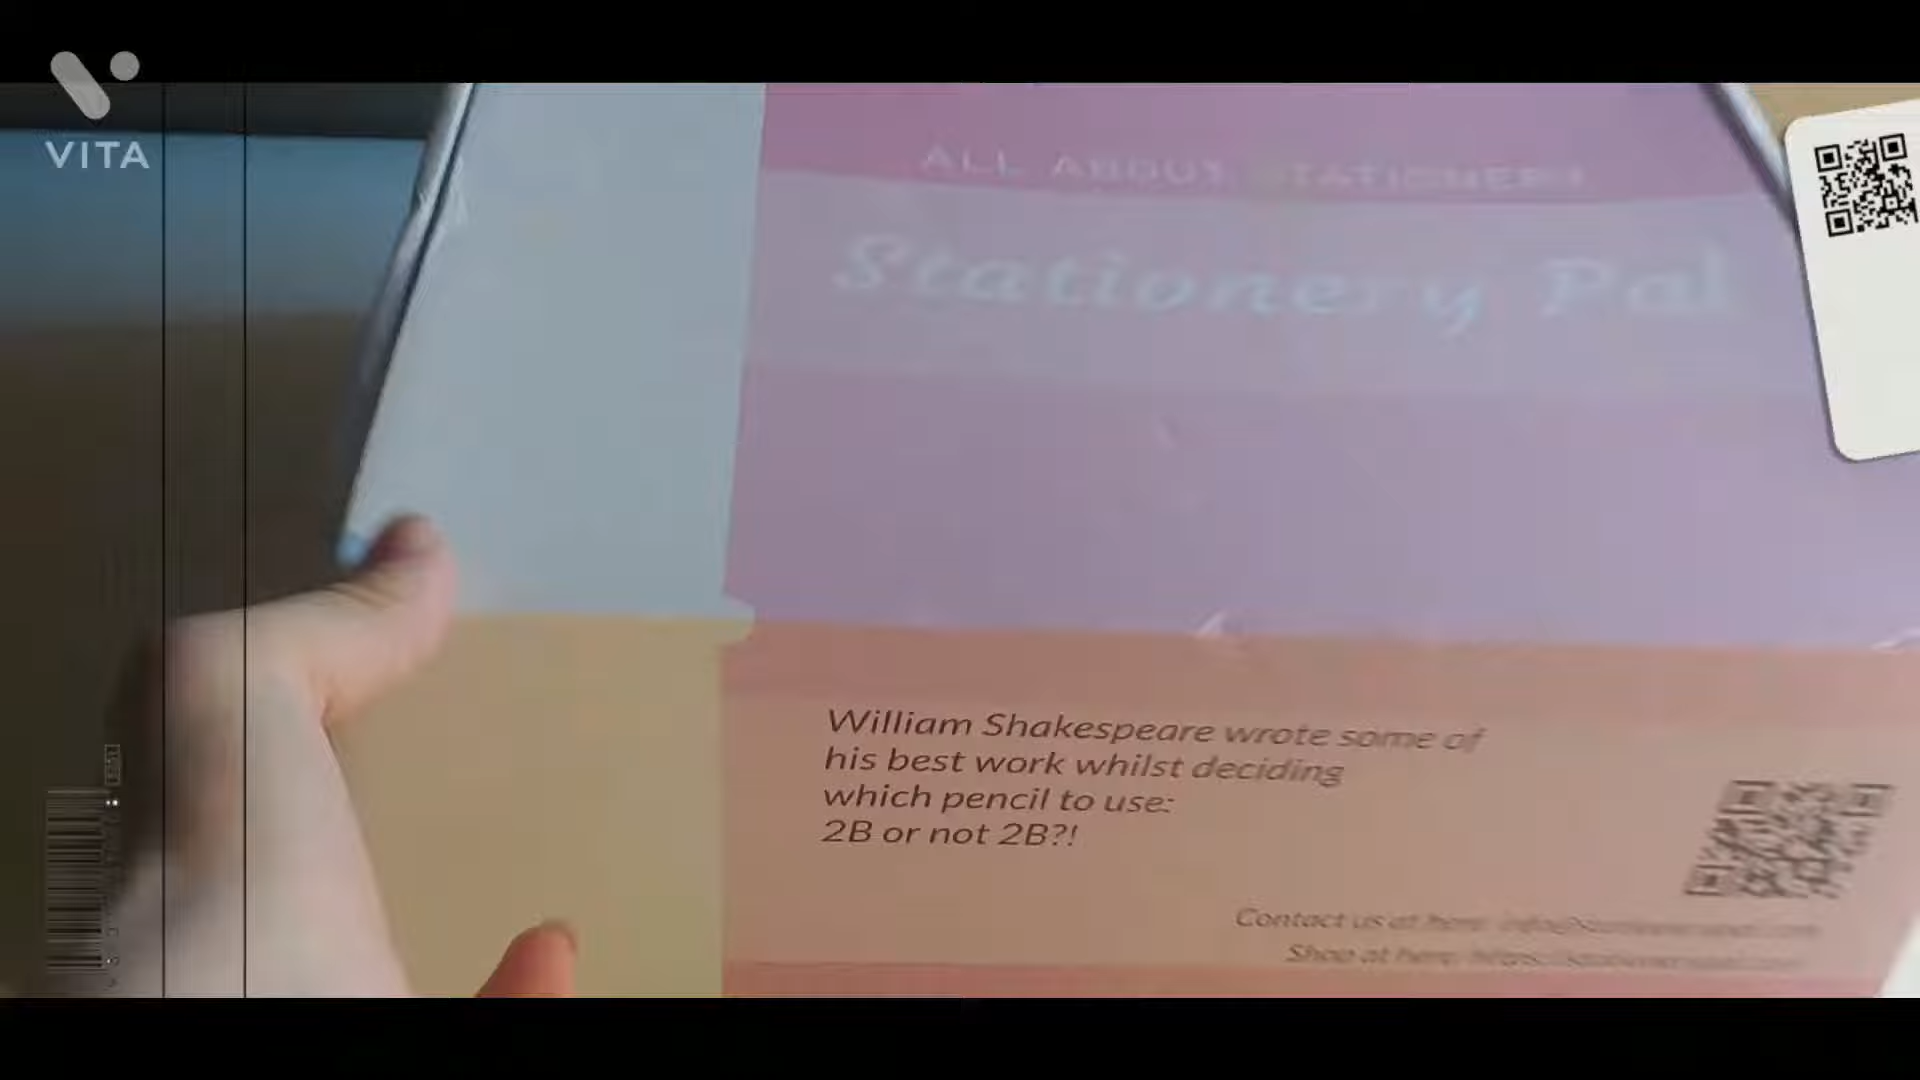 VITA
ALL ABOUT STATIONERY
Stationery Pal
William Shakespeare wrote some of
his best work whilst deciding
which pencil to use:
2B or not 2B?!
Contact us at here:
Shop at here: